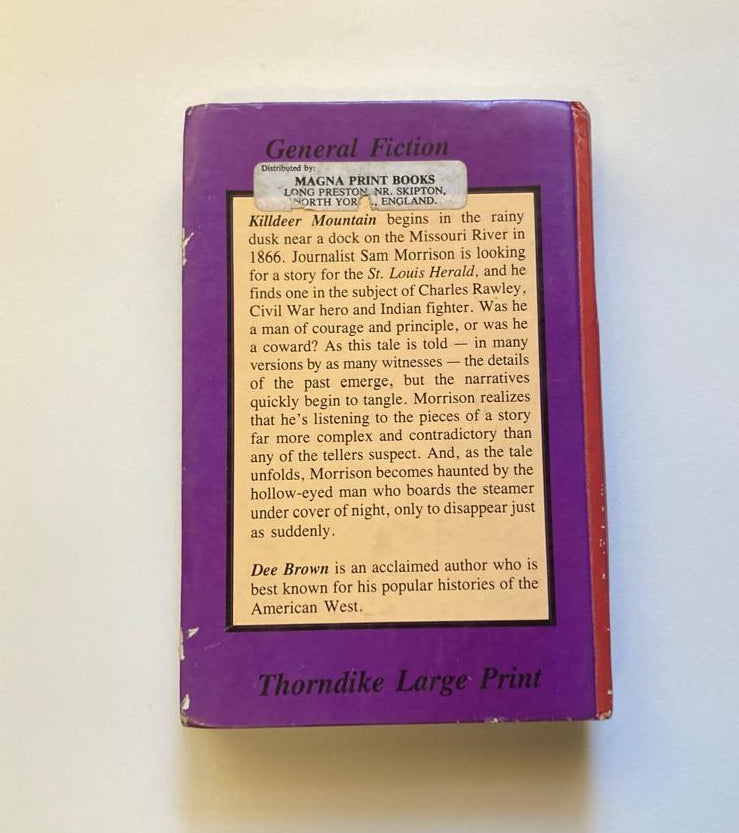 General Fiction
Distributed by:
MAGNA PRINT BOOKS
LONG PRESTON, NR. SKIPTON,
NORTH YOR , ENGLAND.
Killdeer Mountain begins in the rainy
dusk near a dock on the Missouri River in
1866. Journalist Sam Morrison is looking
for a story for the St. Louis Herald, and he
finds one in the subject of Charles Rawley,
Civil War hero and Indian fighter. Was he
a man of courage and principle, or was he
a coward? As this tale is told — in many
versions by as many witnesses — the details
of the past emerge, but the narratives
quickly begin to tangle. Morrison realizes
that he's listening to the pieces of a story
far more complex and contradictory than
any of the tellers suspect. And, as the tale
unfolds, Morrison becomes haunted by the
hollow-eyed man who boards the steamer
under cover of night, only to disappear just
as suddenly.
Dee Brown is an acclaimed author who is
best known for his popular histories of the
American West.
Thorndike Large Print